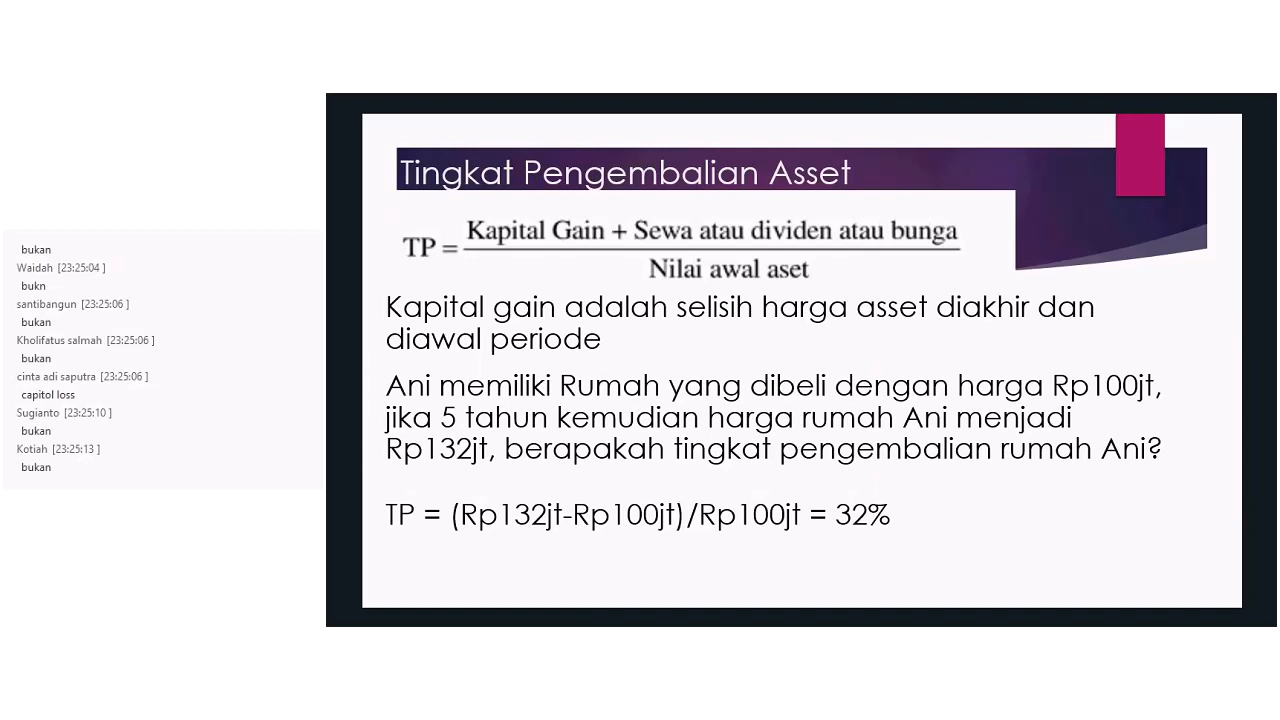 bukan
Waidah [23:25:04 ]
bukn
santibangun [23:25:06 ]
bukan
Kholifatus salmah [23:25:06 ]
bukan
cinta adi saputra [23:25:06 ]
capitol loss
Sugianto [23:25:10 ]
bukan
Kotiah [23:25:13 ]
bukan
Tingkat Pengembalian Asset
Kapital Gain + Sewa atau dividen atau bunga
TP =
Nilai awal aset
Kapital gain adalah selisih harga asset diakhir dan
diawal periode
Ani memiliki Rumah yang dibeli dengan harga Rp100jt,
jika 5 tahun kemudian harga rumah Ani menjadi
Rp132jt, berapakah tingkat pengembalian rumah Ani?
TP = (Rp132jt-Rp100jt)/Rp100jt = 32%